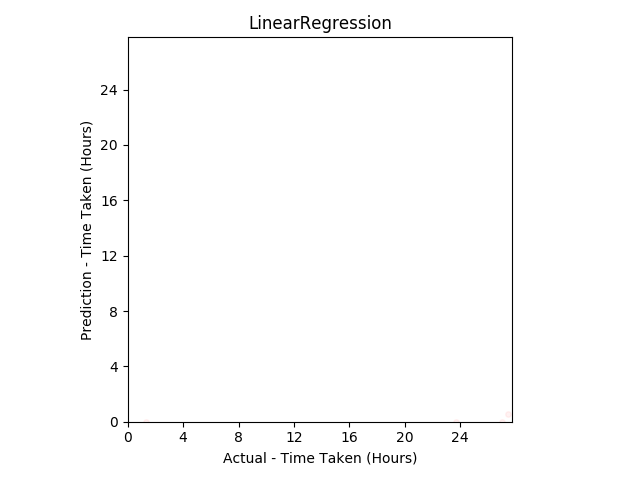 LinearRegression
24
20
16
12
8
4
0
Prediction - Time Taken (Hours)
0 4 8 12 16 20 24
Actual - Time Taken (Hours)